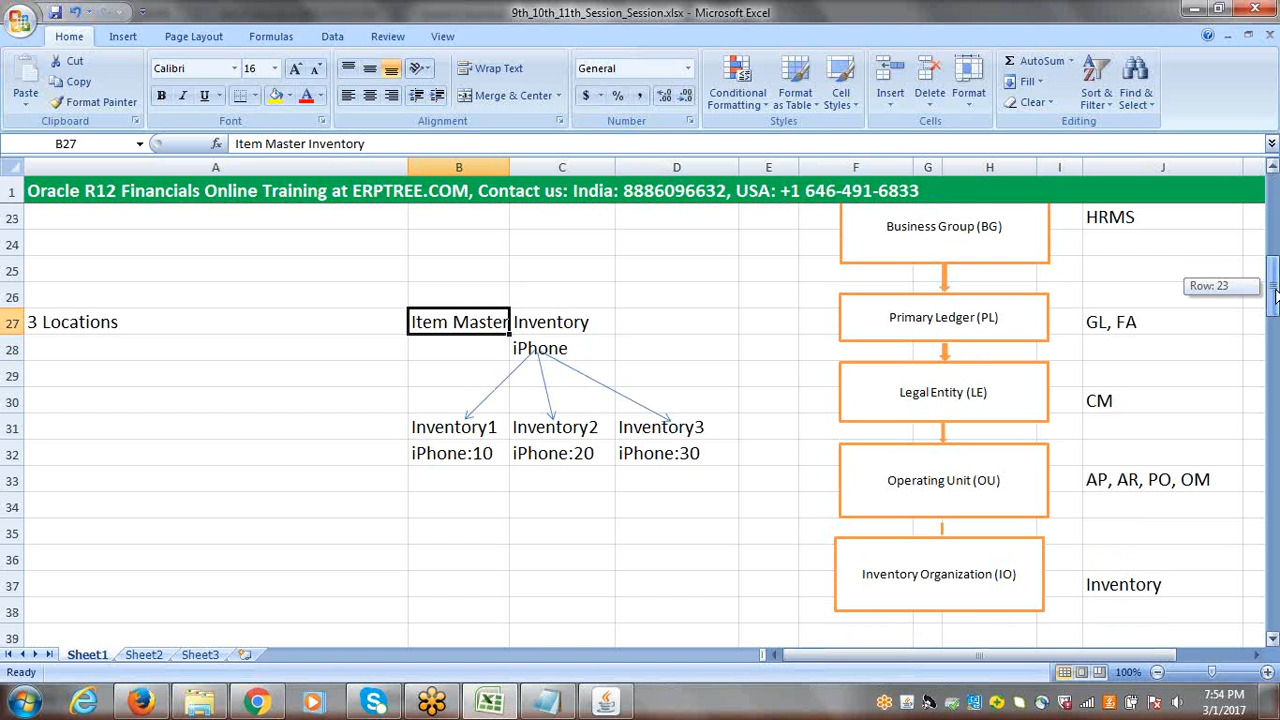 9th_10th_11th_Session_Session.xlsx - Microsoft Excel
Home Insert Page Layout Formulas Data Review View
Paste
Cut
Copy
Format Painter
Clipboard
Calibri 16
B I U
Font
Wrap Text
Merge & Center
Alignment
General
$ % ,
Number
Conditional Formatting
Format as Table
Cell Styles
Styles
Insert Delete Format
Cells
AutoSum
Fill
Clear
Sort & Filter
Find & Select
Editing
B27 fx Item Master Inventory
A B C D E F G H I J
1 Oracle R12 Financials Online Training at ERPTREE.COM, Contact us: India: 8886096632, USA: +1 646-491-6833
23 Business Group (BG) HRMS
24
25
26 Row: 23
27 3 Locations Item Master Inventory Primary Ledger (PL) GL, FA
28 iPhone
29
30 Legal Entity (LE) CM
31 Inventory1 Inventory2 Inventory3
32 iPhone:10 iPhone:20 iPhone:30
33 Operating Unit (OU) AP, AR, PO, OM
34
35
36
37 Inventory Organization (IO) Inventory
38
39
Sheet1 Sheet2 Sheet3
Ready 100%
7:54 PM
3/1/2017